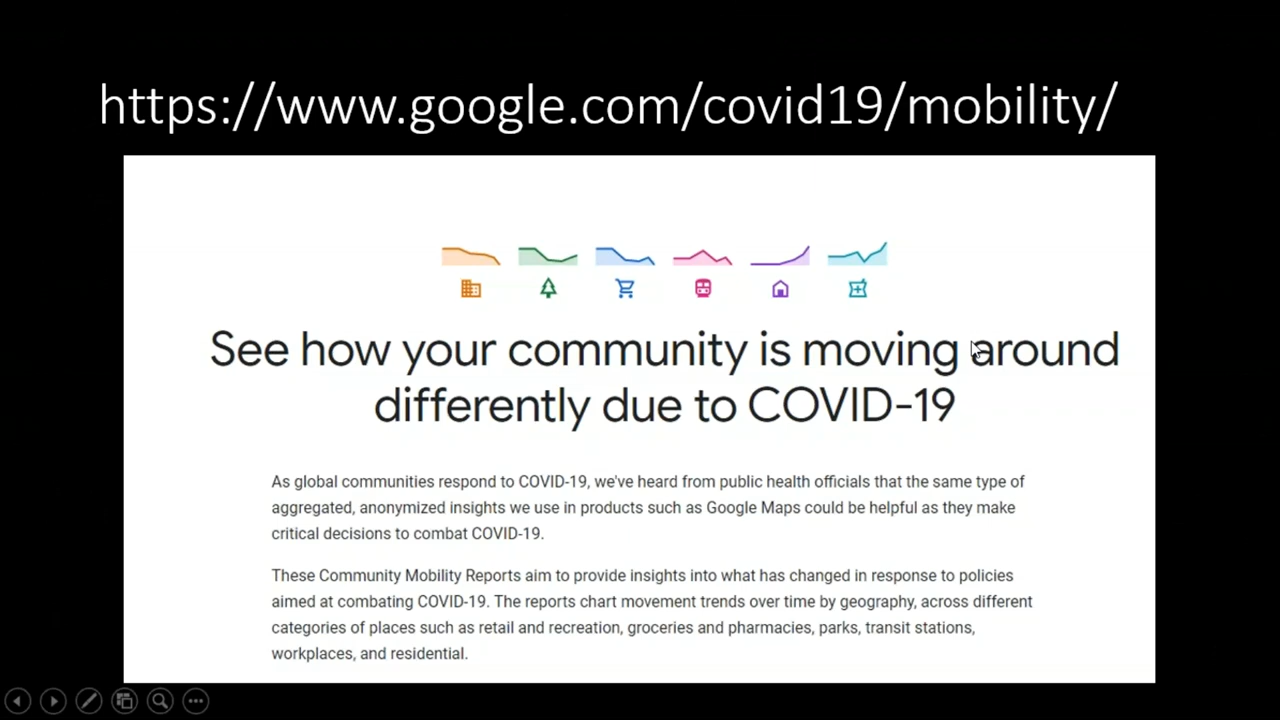 https://www.google.com/covid19/mobility/
See how your community is moving around
differently due to COVID-19
As global communities respond to COVID-19, we've heard from public health officials that the same type of
aggregated, anonymized insights we use in products such as Google Maps could be helpful as they make
critical decisions to combat COVID-19.
These Community Mobility Reports aim to provide insights into what has changed in response to policies
aimed at combating COVID-19. The reports chart movement trends over time by geography, across different
categories of places such as retail and recreation, groceries and pharmacies, parks, transit stations,
workplaces, and residential.